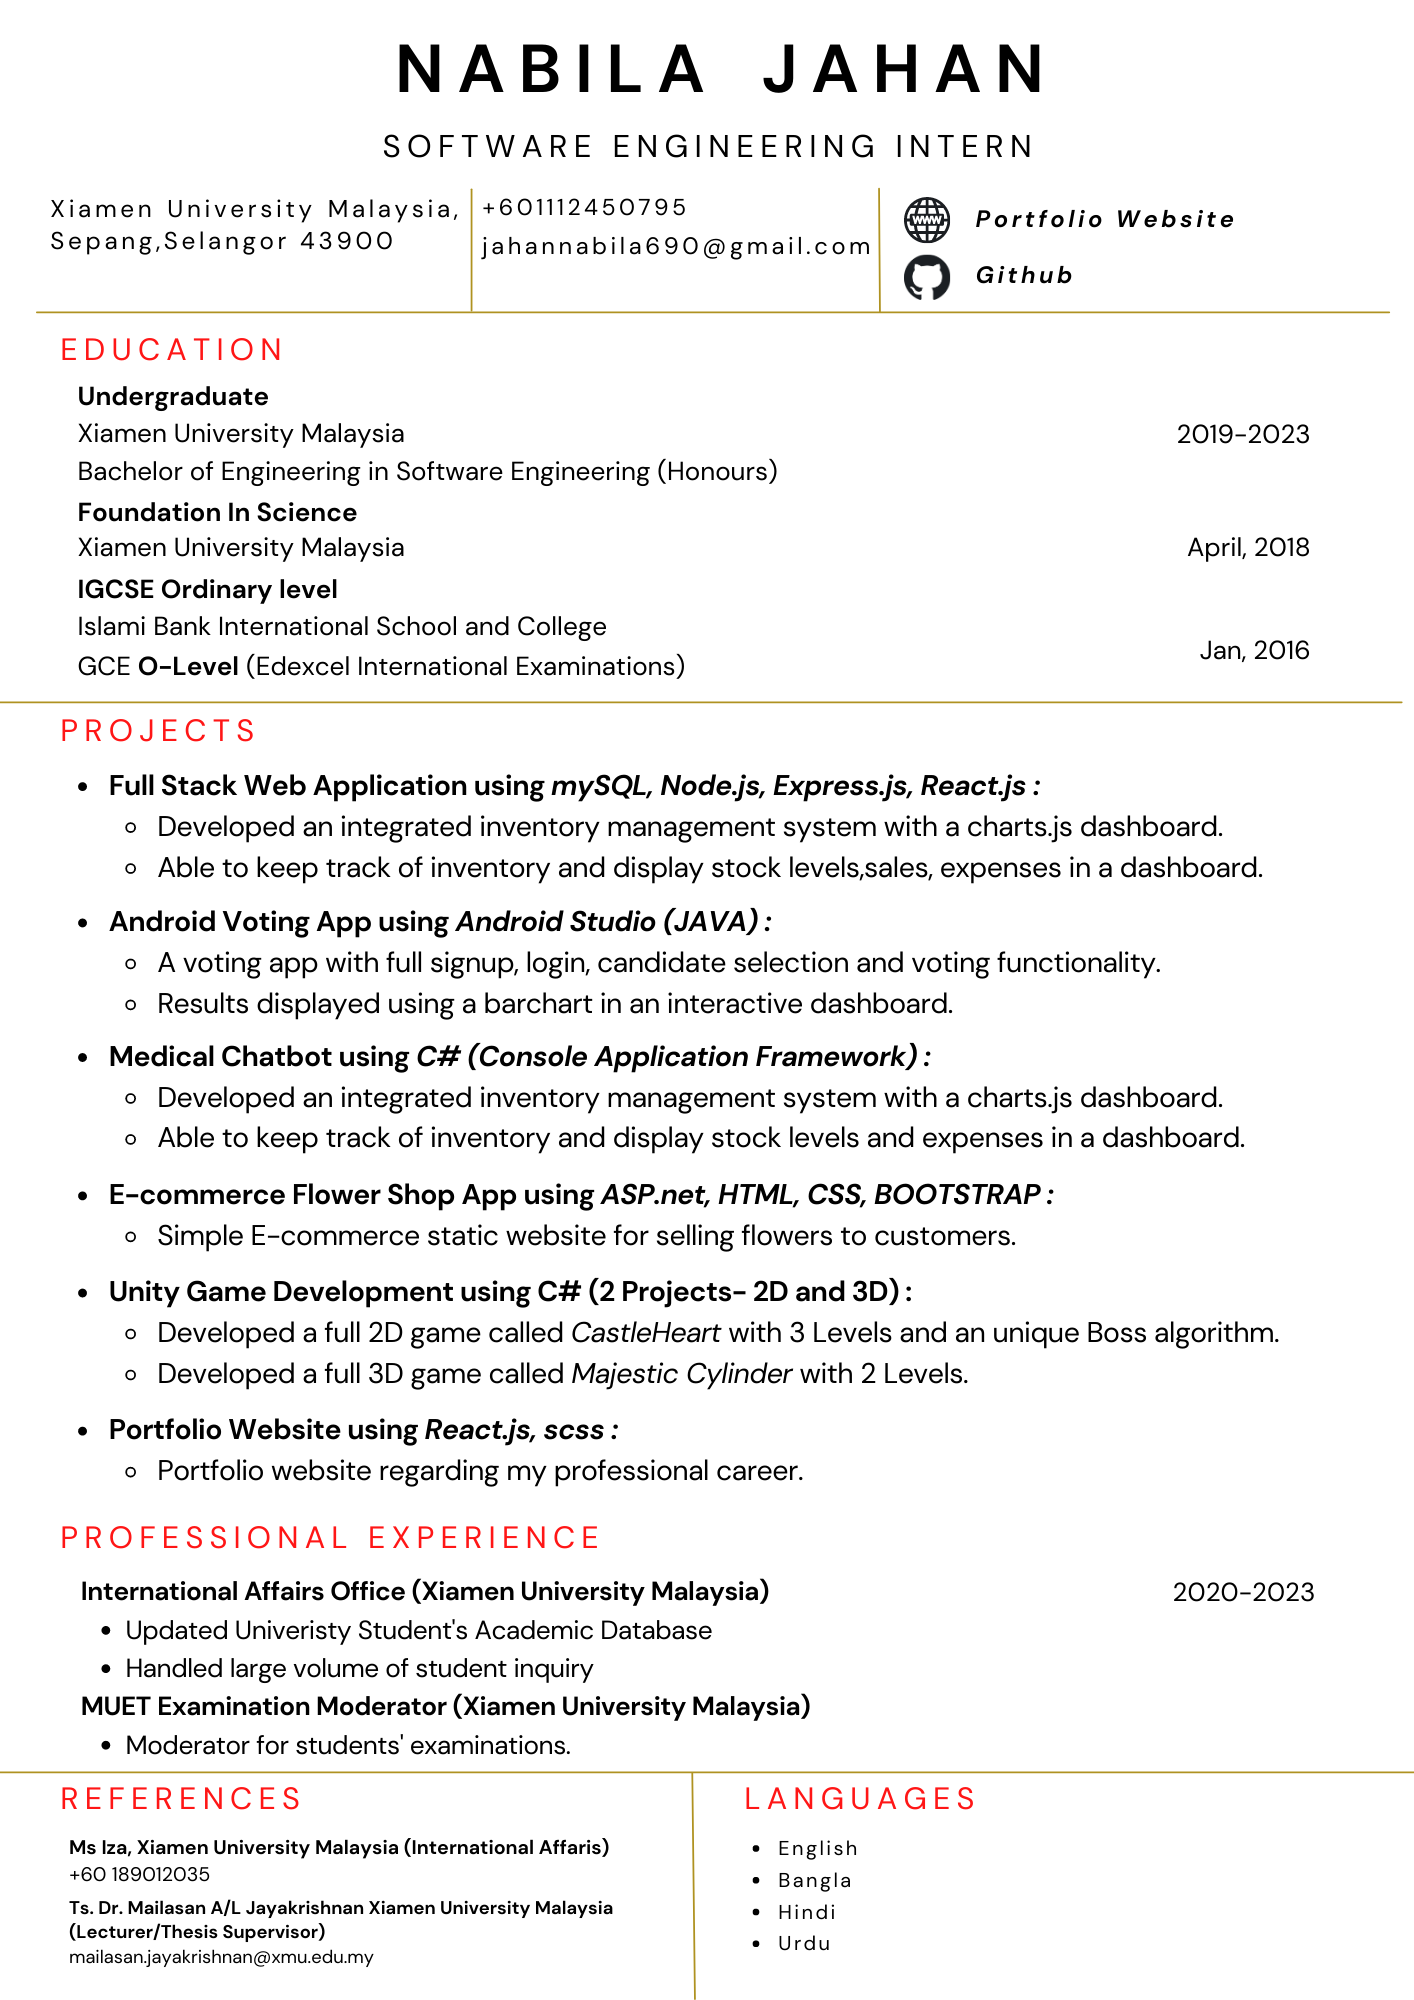 NABILA JAHAN
SOFTWARE ENGINEERING INTERN
Xiamen University Malaysia,
Sepang,Selangor 43900
+601112450795
jahannabila690@gmail.com
WWW
Portfolio Website
Github
EDUCATION
Undergraduate
Xiamen University Malaysia
2019-2023
Bachelor of Engineering in Software Engineering (Honours)
Foundation In Science
Xiamen University Malaysia
April, 2018
IGCSE Ordinary level
Islami Bank International School and College
Jan, 2016
GCE O-Level (Edexcel International Examinations)
PROJECTS
• Full Stack Web Application using mySQL, Node.js, Express.js, React.js :
◦ Developed an integrated inventory management system with a charts.js dashboard.
◦ Able to keep track of inventory and display stock levels,sales, expenses in a dashboard.
• Android Voting App using Android Studio (JAVA) :
◦ A voting app with full signup, login, candidate selection and voting functionality.
◦ Results displayed using a barchart in an interactive dashboard.
• Medical Chatbot using C# (Console Application Framework) :
◦ Developed an integrated inventory management system with a charts.js dashboard.
◦ Able to keep track of inventory and display stock levels and expenses in a dashboard.
• E-commerce Flower Shop App using ASP.net, HTML, CSS, BOOTSTRAP :
◦ Simple E-commerce static website for selling flowers to customers.
• Unity Game Development using C# (2 Projects- 2D and 3D) :
◦ Developed a full 2D game called CastleHeart with 3 Levels and an unique Boss algorithm.
◦ Developed a full 3D game called Majestic Cylinder with 2 Levels.
• Portfolio Website using React.js, scss :
◦ Portfolio website regarding my professional career.
PROFESSIONAL EXPERIENCE
International Affairs Office (Xiamen University Malaysia)
2020-2023
• Updated Univeristy Student's Academic Database
• Handled large volume of student inquiry
MUET Examination Moderator (Xiamen University Malaysia)
• Moderator for students' examinations.
REFERENCES
Ms Iza, Xiamen University Malaysia (International Affaris)
+60 189012035
Ts. Dr. Mailasan A/L Jayakrishnan Xiamen University Malaysia
(Lecturer/Thesis Supervisor)
mailasan.jayakrishnan@xmu.edu.my
LANGUAGES
• English
• Bangla
• Hindi
• Urdu